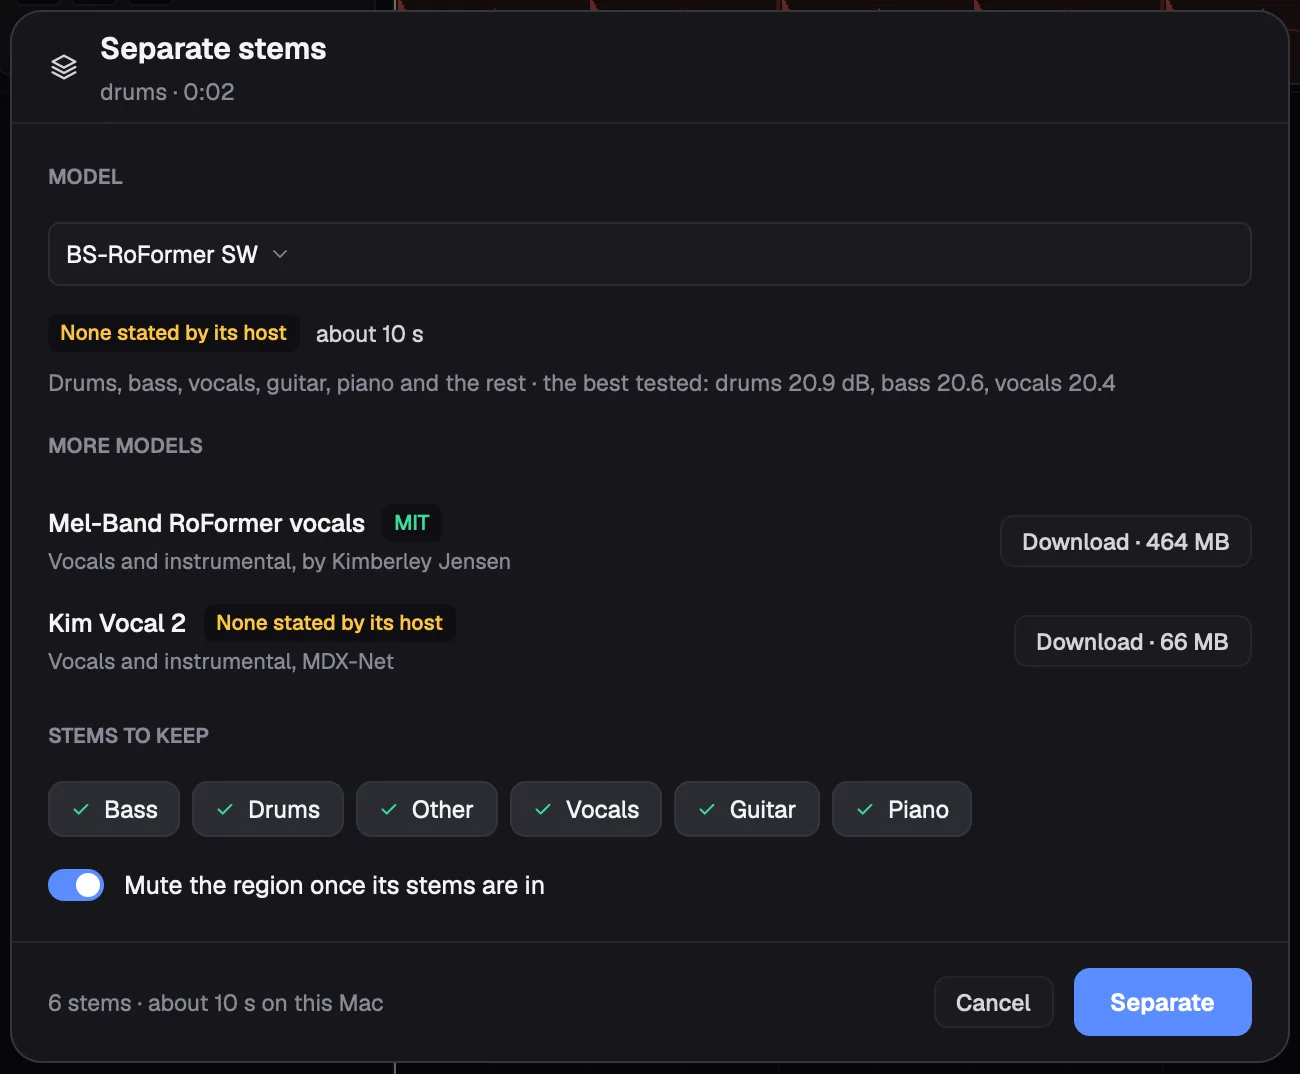 Separate stems
drums · 0:02
MODEL
BS-RoFormer SW
None stated by its host about 10 s
Drums, bass, vocals, guitar, piano and the rest · the best tested: drums 20.9 dB, bass 20.6, vocals 20.4
MORE MODELS
Mel-Band RoFormer vocals MIT
Vocals and instrumental, by Kimberley Jensen
Download · 464 MB
Kim Vocal 2 None stated by its host
Vocals and instrumental, MDX-Net
Download · 66 MB
STEMS TO KEEP
Bass Drums Other Vocals Guitar Piano
Mute the region once its stems are in
6 stems · about 10 s on this Mac
Cancel Separate